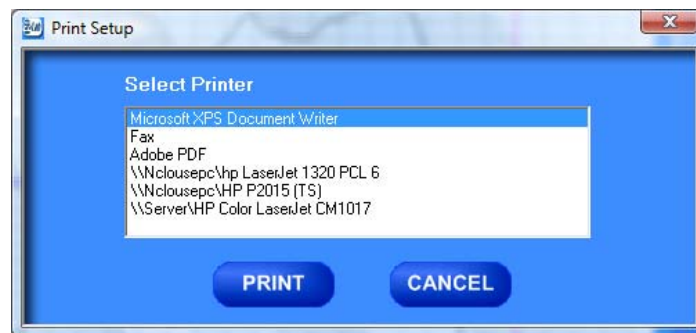 Print Setup
Select Printer
Microsoft XPS Document Writer
Fax
Adobe PDF
\\Nclousepc\hp LaserJet 1320 PCL 6
\\Nclousepc\HP P2015 (TS)
\\Server\HP Color LaserJet CM1017
PRINT
CANCEL